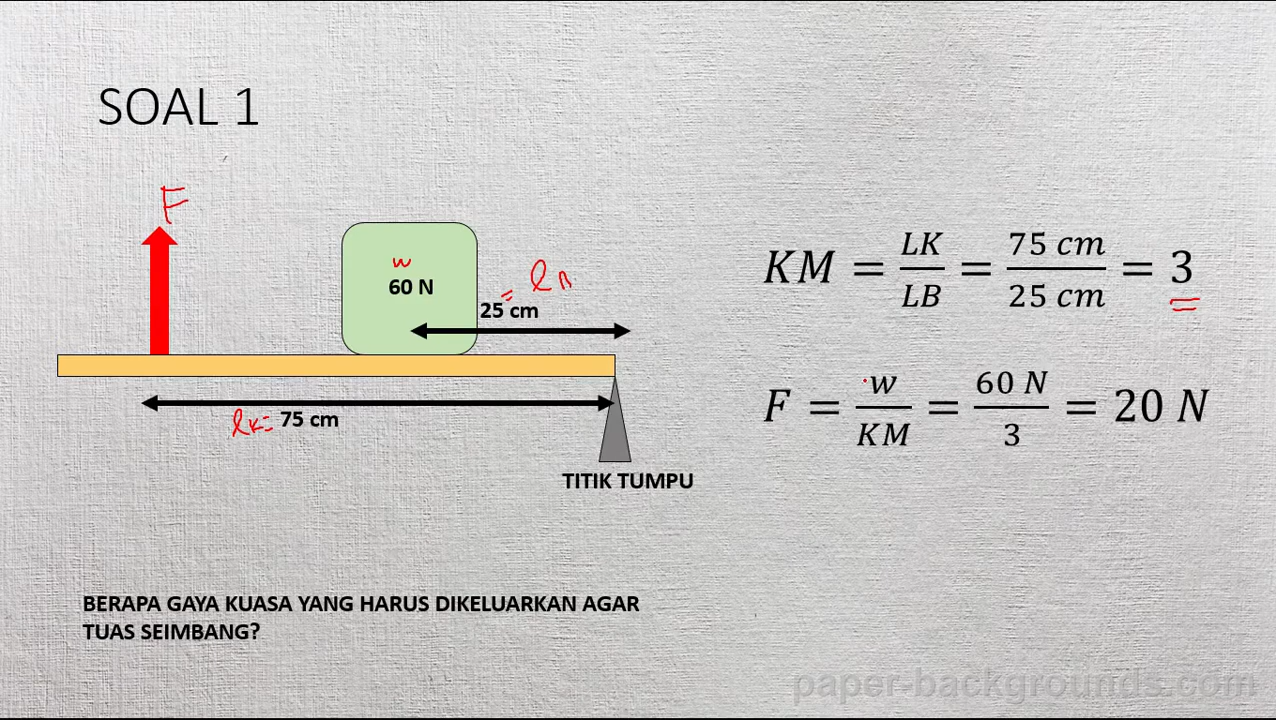 SOAL 1
F
w
60 N
25 cm
= lB
lK= 75 cm
TITIK TUMPU
KM = LK/LB = 75 cm/25 cm = 3
F = w/KM = 60 N/3 = 20 N
BERAPA GAYA KUASA YANG HARUS DIKELUARKAN AGAR
TUAS SEIMBANG?
paper-backgrounds.com